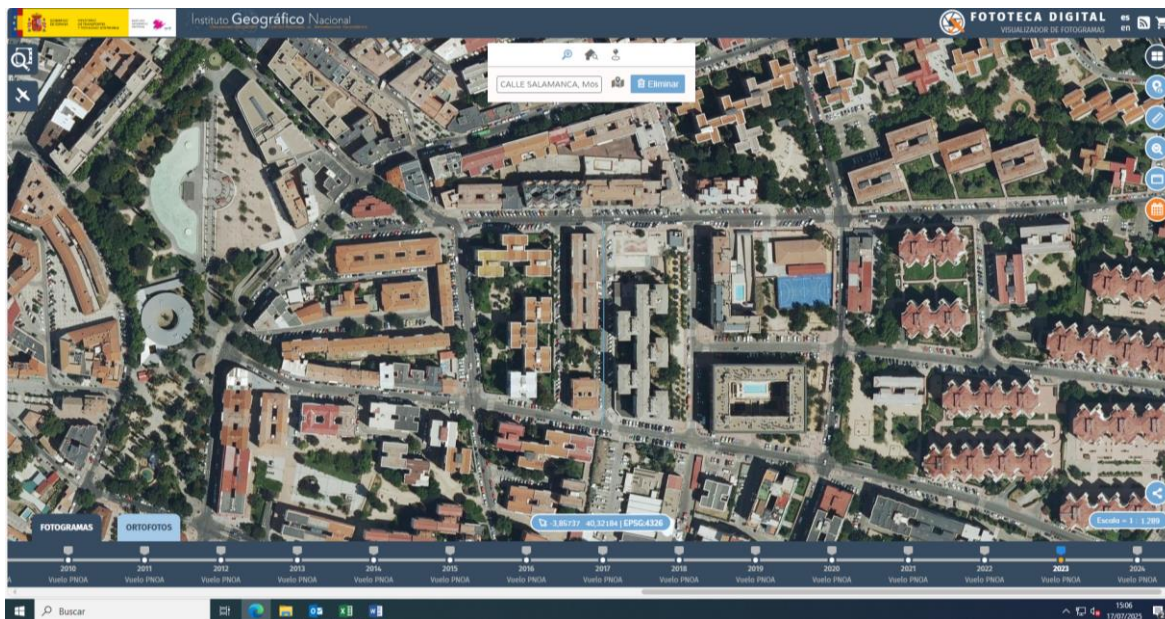 Instituto Geográfico Nacional
FOTOTECA DIGITAL
VISUALIZADOR DE FOTOGRAMAS
es
en
CALLE SALAMANCA, Mós
Eliminar
FOTOGRAMAS
ORTOFOTOS
-3,86737 40,32184 | EPSG:4326
Escala = 1 : 1,289
2010 2011 2012 2013 2014 2015 2016 2017 2018 2019 2020 2021 2022 2023 2024
Vuelo PNOA Vuelo PNOA Vuelo PNOA Vuelo PNOA Vuelo PNOA Vuelo PNOA Vuelo PNOA Vuelo PNOA Vuelo PNOA Vuelo PNOA Vuelo PNOA Vuelo PNOA Vuelo PNOA Vuelo PNOA Vuelo PNOA
Buscar
15:06
17/07/2025